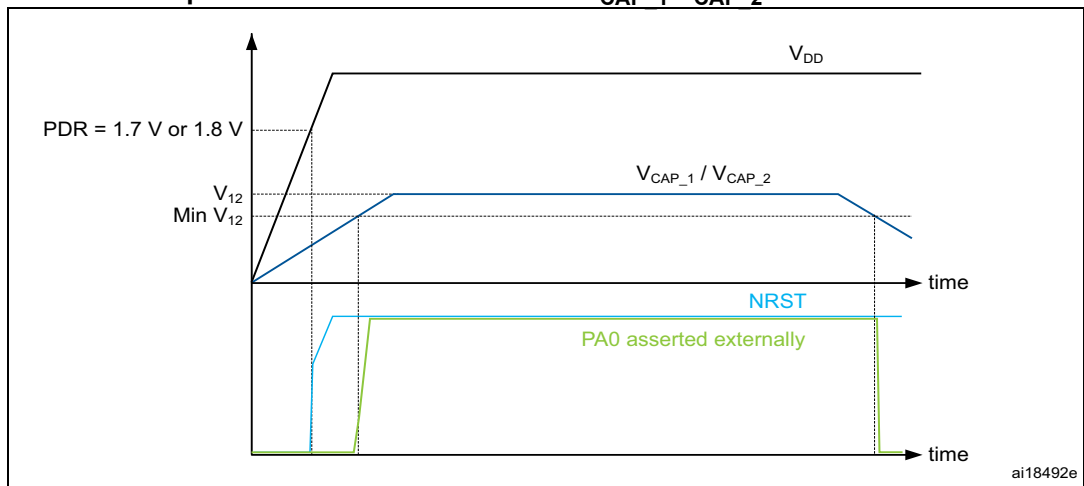 V_DD
PDR = 1.7 V or 1.8 V
V_CAP_1 / V_CAP_2
V_12
Min V_12
time
NRST
PA0 asserted externally
time
ai18492e